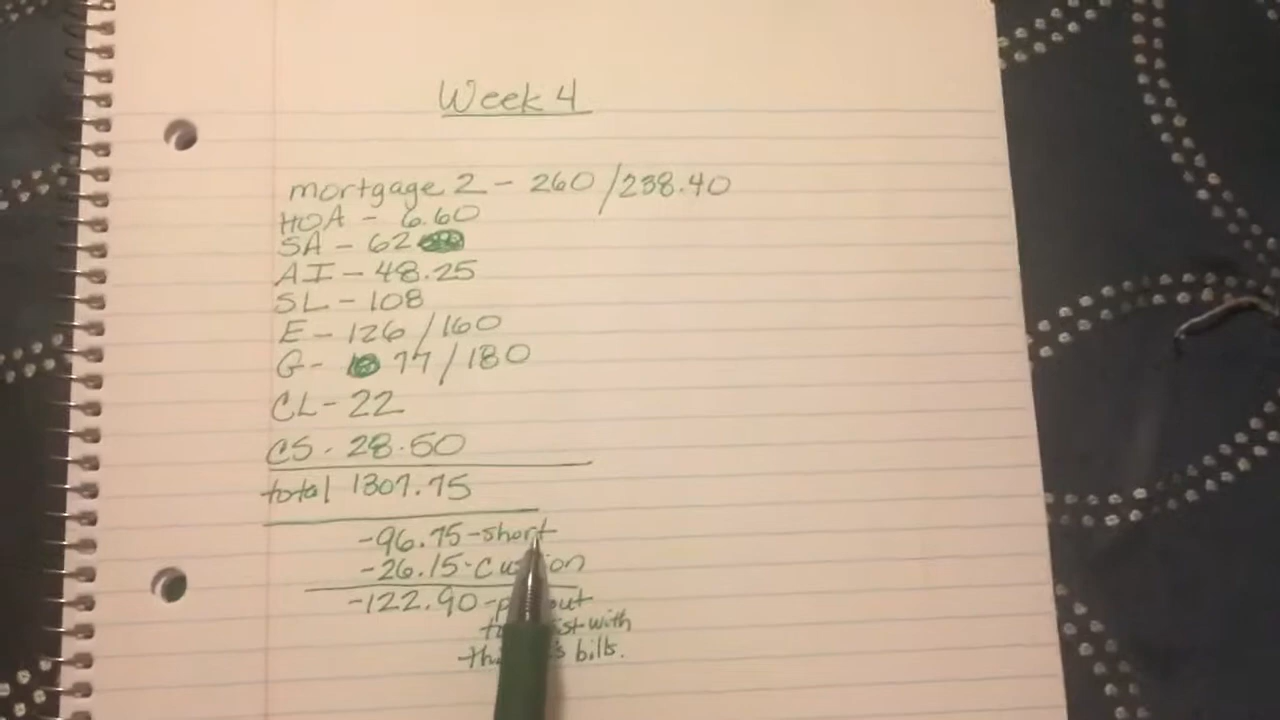 Week 4
mortgage 2 - 260 / 238.40
HOA - 6.60
SA - 62
AI - 48.25
SL - 108
E - 126 / 160
G - 77 / 180
CL - 22
CS - 28.50
total 1307.75
-96.75 - short
-26.15 -
-122.90 -
with
bills.